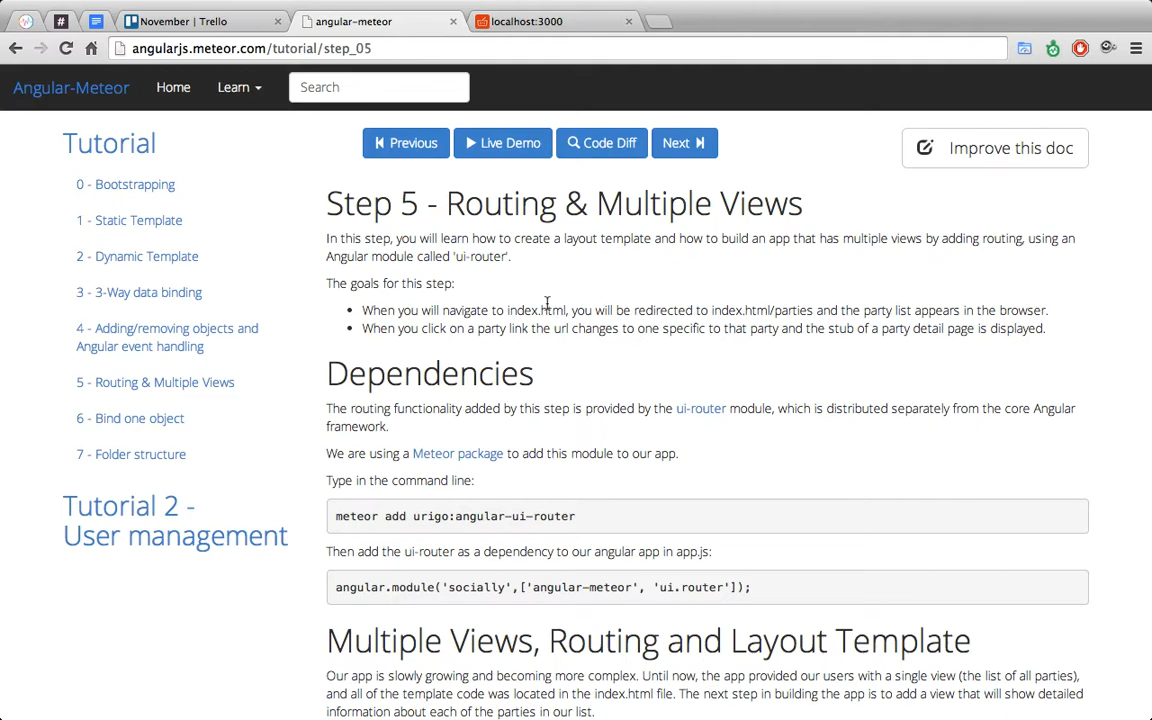 November | Trello
angular-meteor
localhost:3000
angularjs.meteor.com/tutorial/step_05
Angular-Meteor
Home
Learn
Search
Tutorial
0 - Bootstrapping
1 - Static Template
2 - Dynamic Template
3 - 3-Way data binding
4 - Adding/removing objects and
Angular event handling
5 - Routing & Multiple Views
6 - Bind one object
7 - Folder structure
Tutorial 2 -
User management
Previous
Live Demo
Code Diff
Next
Improve this doc
Step 5 - Routing & Multiple Views
In this step, you will learn how to create a layout template and how to build an app that has multiple views by adding routing, using an
Angular module called 'ui-router'.
The goals for this step:
• When you will navigate to index.html, you will be redirected to index.html/parties and the party list appears in the browser.
• When you click on a party link the url changes to one specific to that party and the stub of a party detail page is displayed.
Dependencies
The routing functionality added by this step is provided by the ui-router module, which is distributed separately from the core Angular
framework.
We are using a Meteor package to add this module to our app.
Type in the command line:
meteor add urigo:angular-ui-router
Then add the ui-router as a dependency to our angular app in app.js:
angular.module('socially',['angular-meteor', 'ui.router']);
Multiple Views, Routing and Layout Template
Our app is slowly growing and becoming more complex. Until now, the app provided our users with a single view (the list of all parties),
and all of the template code was located in the index.html file. The next step in building the app is to add a view that will show detailed
information about each of the parties in our list.